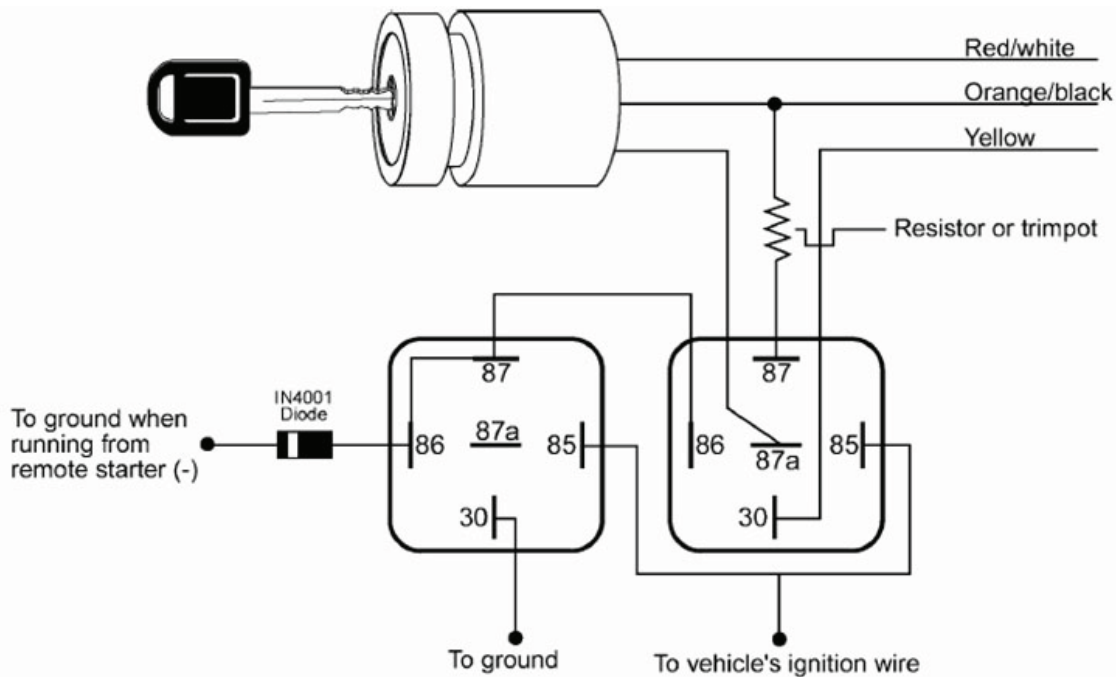 Red/white
Orange/black
Yellow
Resistor or trimpot
IN4001
Diode
To ground when
running from
remote starter (-)
87
86
87a
85
30
87
86
87a
85
30
To ground
To vehicle's ignition wire